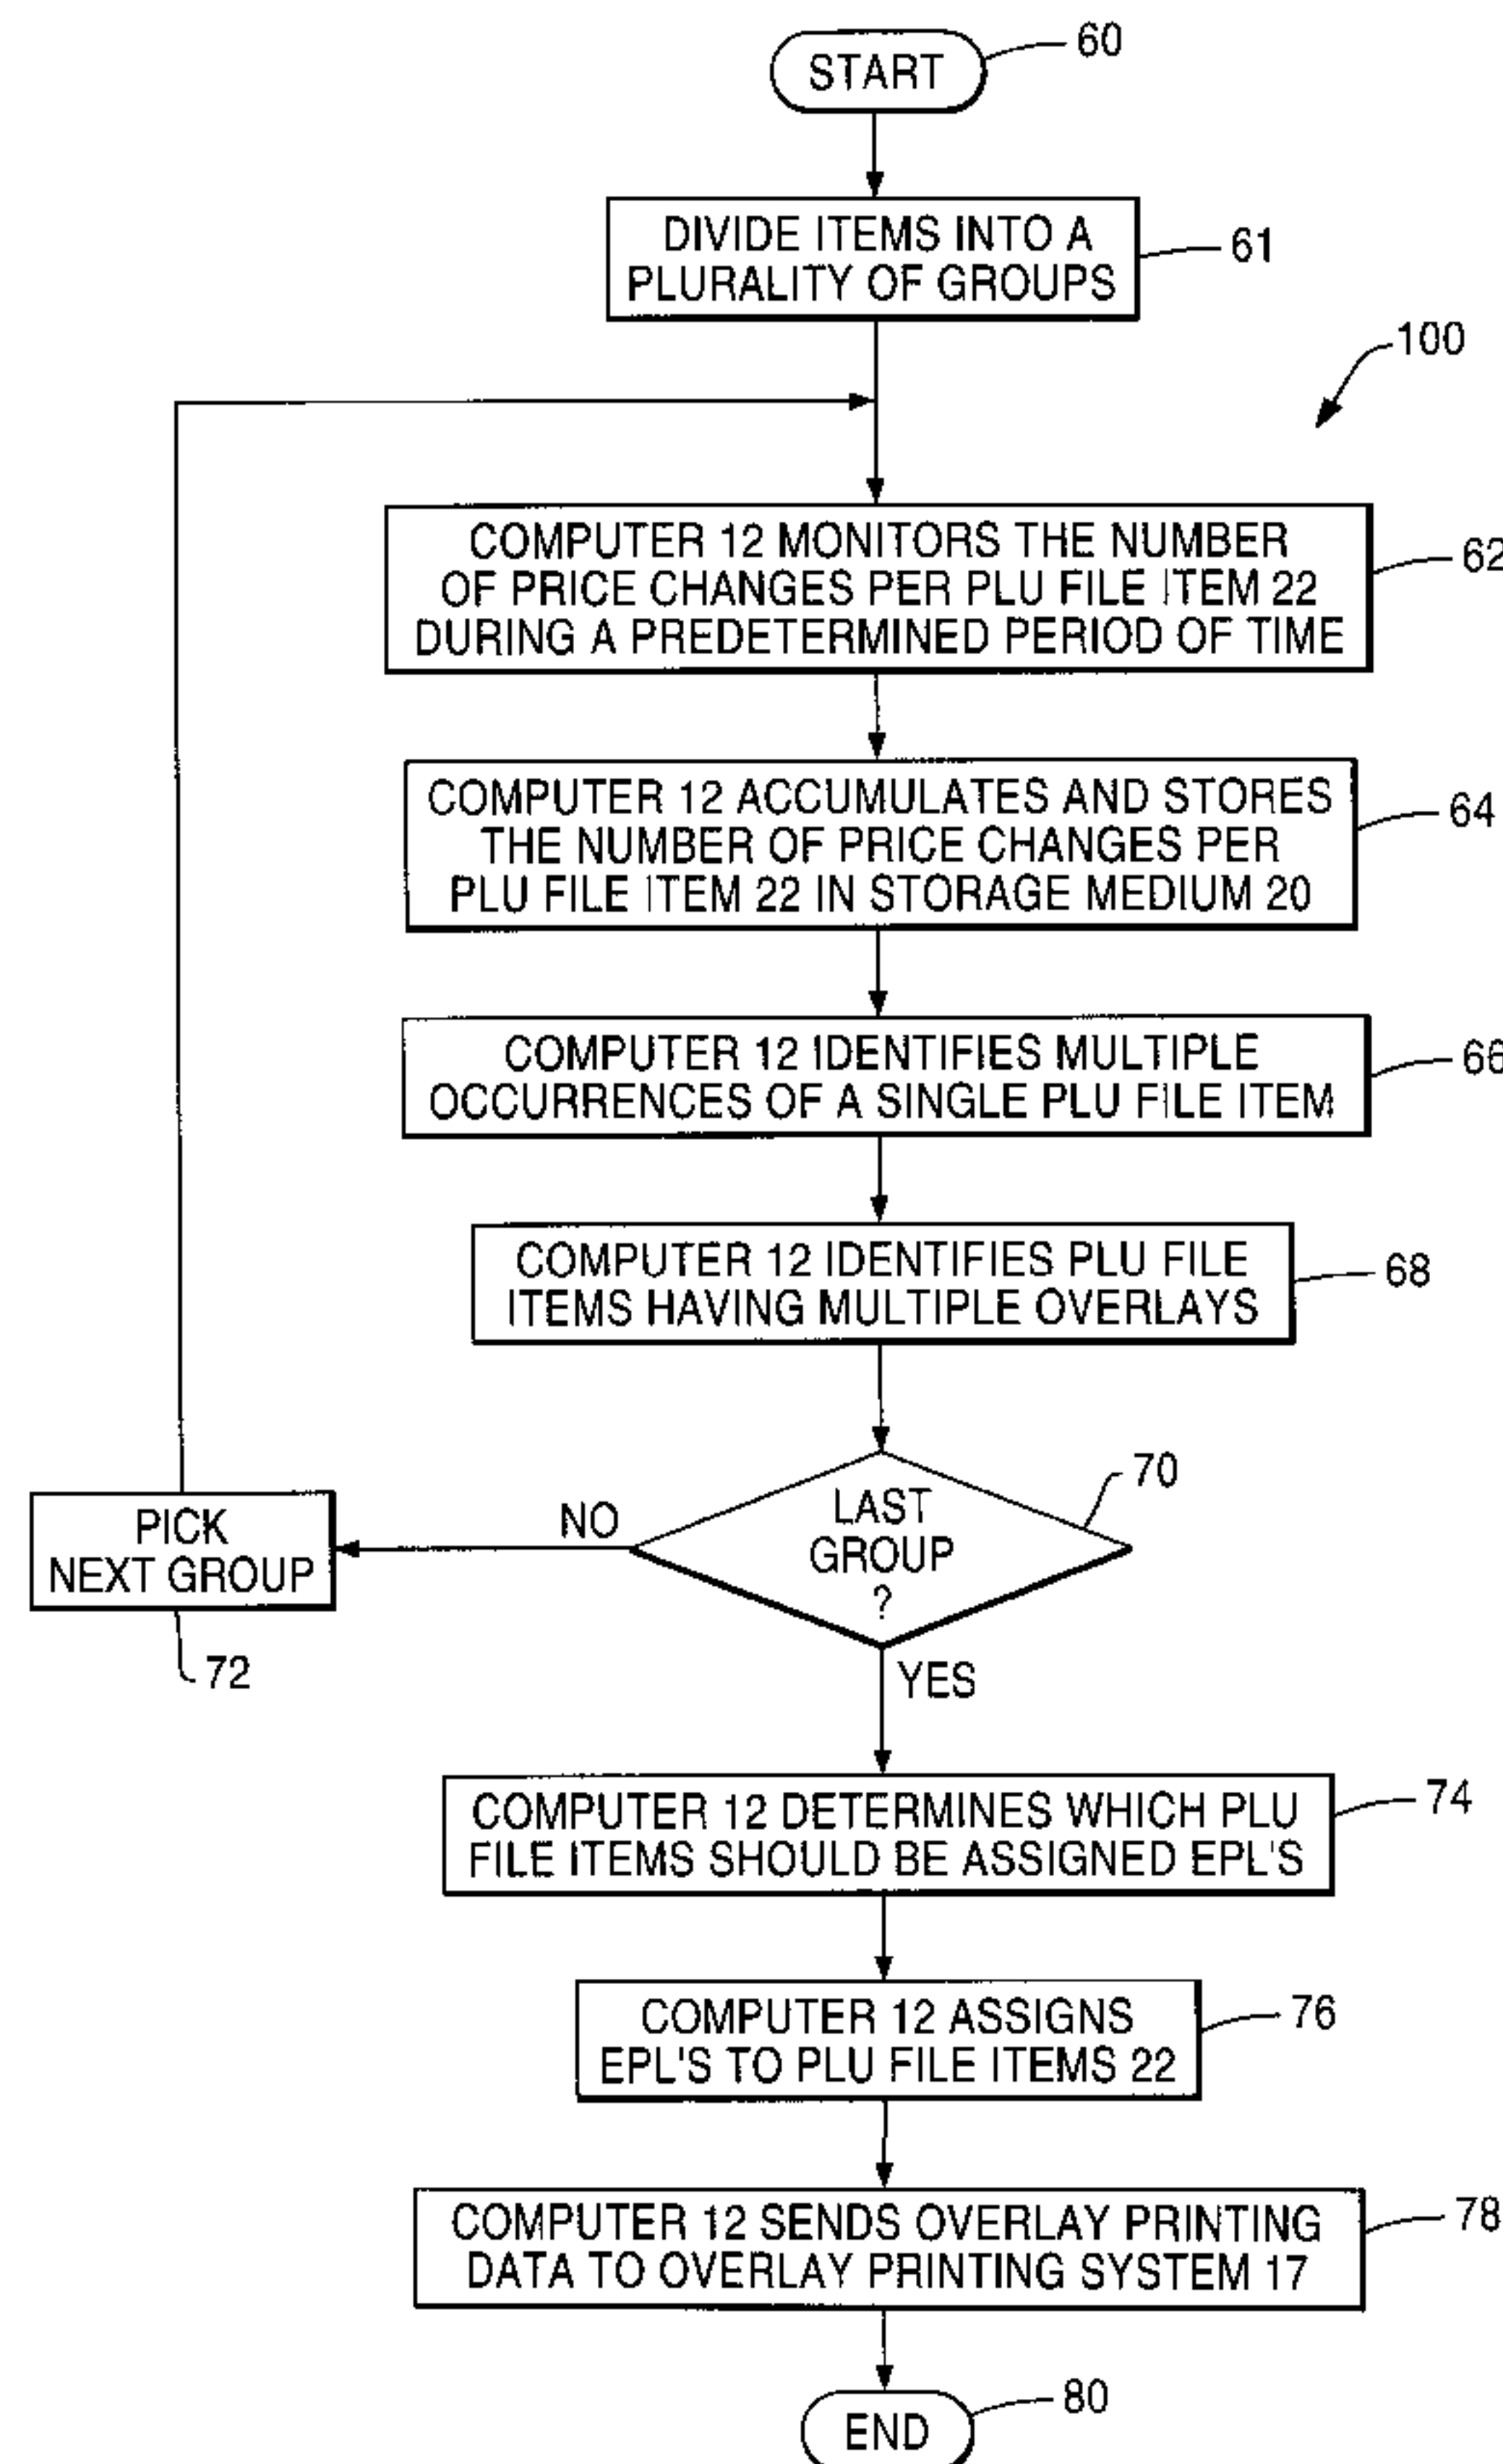 START
60
DIVIDE ITEMS INTO A
PLURALITY OF GROUPS
61
100
COMPUTER 12 MONITORS THE NUMBER
OF PRICE CHANGES PER PLU FILE ITEM 22
DURING A PREDETERMINED PERIOD OF TIME
62
COMPUTER 12 ACCUMULATES AND STORES
THE NUMBER OF PRICE CHANGES PER
PLU FILE ITEM 22 IN STORAGE MEDIUM 20
64
COMPUTER 12 IDENTIFIES MULTIPLE
OCCURRENCES OF A SINGLE PLU FILE ITEM
66
COMPUTER 12 IDENTIFIES PLU FILE
ITEMS HAVING MULTIPLE OVERLAYS
68
LAST
GROUP
?
70
NO
PICK
NEXT GROUP
72
YES
COMPUTER 12 DETERMINES WHICH PLU
FILE ITEMS SHOULD BE ASSIGNED EPL'S
74
COMPUTER 12 ASSIGNS
EPL'S TO PLU FILE ITEMS 22
76
COMPUTER 12 SENDS OVERLAY PRINTING
DATA TO OVERLAY PRINTING SYSTEM 17
78
END
80